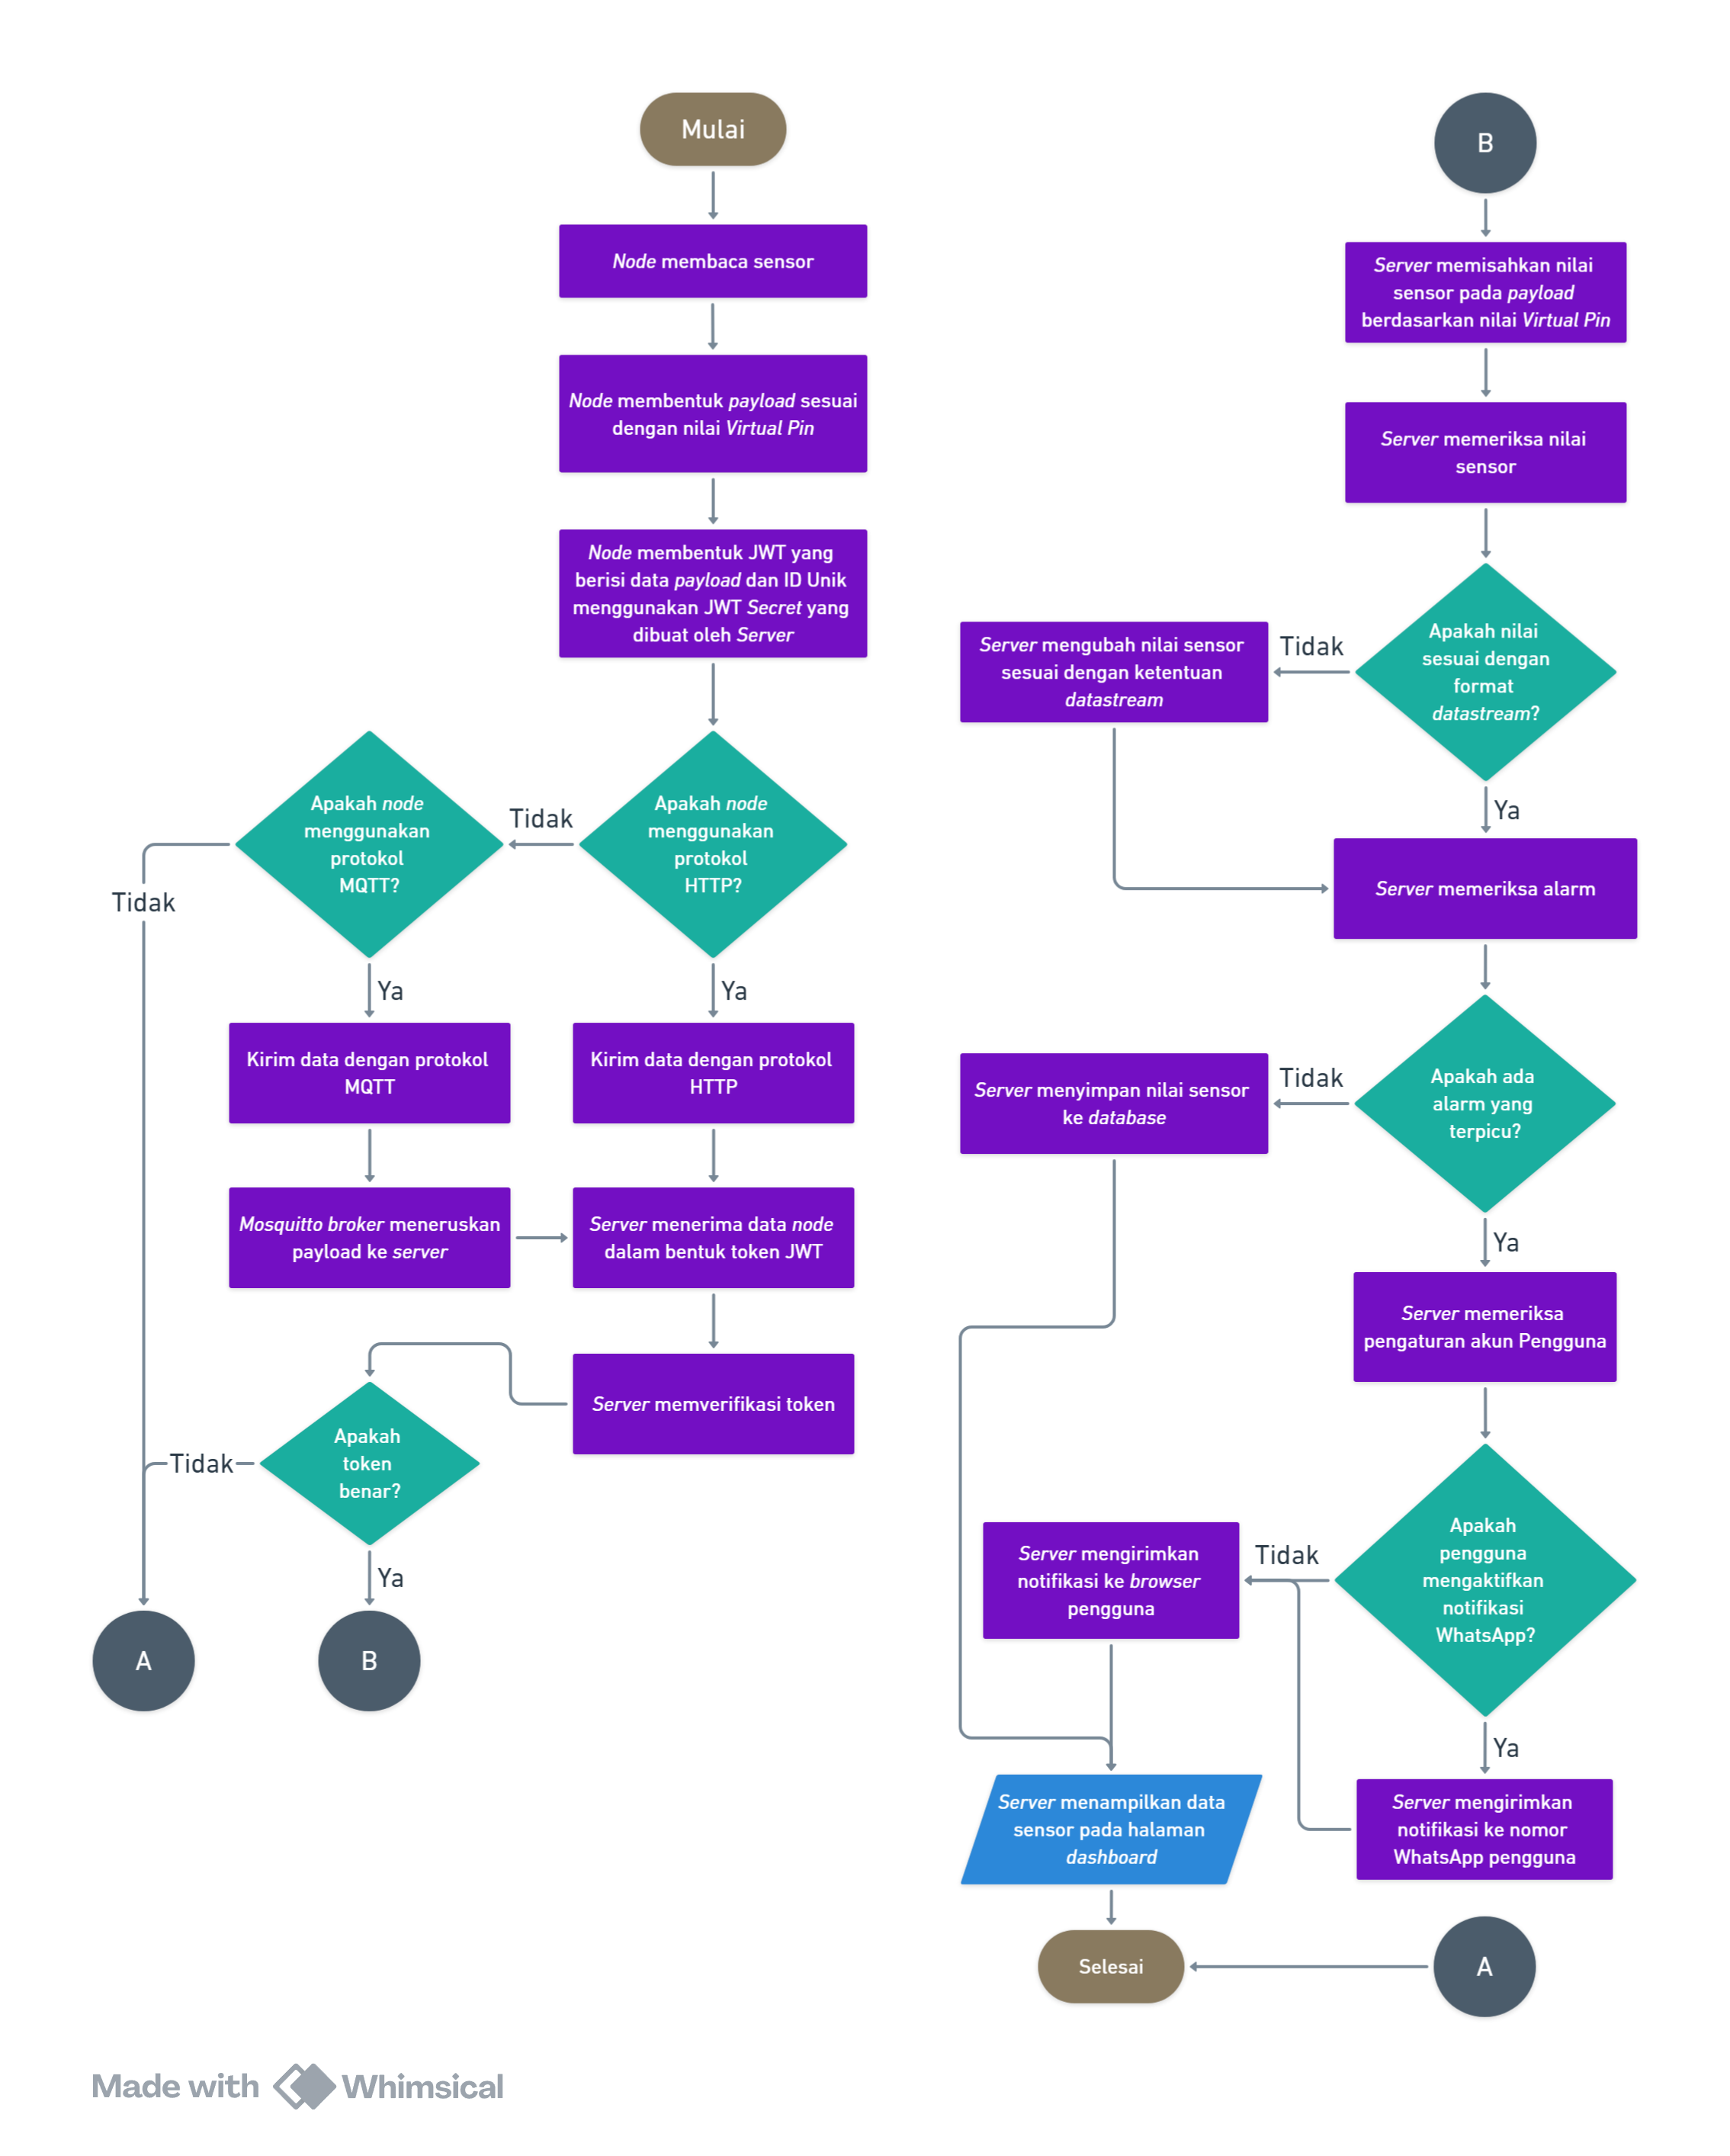 Mulai
Node membaca sensor
Node membentuk payload sesuai
dengan nilai Virtual Pin
Node membentuk JWT yang
berisi data payload dan ID Unik
menggunakan JWT Secret yang
dibuat oleh Server
Apakah node
menggunakan
protokol
HTTP?
Tidak
Apakah node
menggunakan
protokol
MQTT?
Tidak
Ya
Ya
Kirim data dengan protokol
MQTT
Kirim data dengan protokol
HTTP
Mosquitto broker meneruskan
payload ke server
Server menerima data node
dalam bentuk token JWT
Server memverifikasi token
Apakah
token
benar?
Tidak
Ya
A
B
B
Server memisahkan nilai
sensor pada payload
berdasarkan nilai Virtual Pin
Server memeriksa nilai
sensor
Apakah nilai
sesuai dengan
format
datastream?
Tidak
Server mengubah nilai sensor
sesuai dengan ketentuan
datastream
Ya
Server memeriksa alarm
Apakah ada
alarm yang
terpicu?
Tidak
Server menyimpan nilai sensor
ke database
Ya
Server memeriksa
pengaturan akun Pengguna
Apakah
pengguna
mengaktifkan
notifikasi
WhatsApp?
Tidak
Server mengirimkan
notifikasi ke browser
pengguna
Ya
Server mengirimkan
notifikasi ke nomor
WhatsApp pengguna
Server menampilkan data
sensor pada halaman
dashboard
Selesai
A
Made with Whimsical